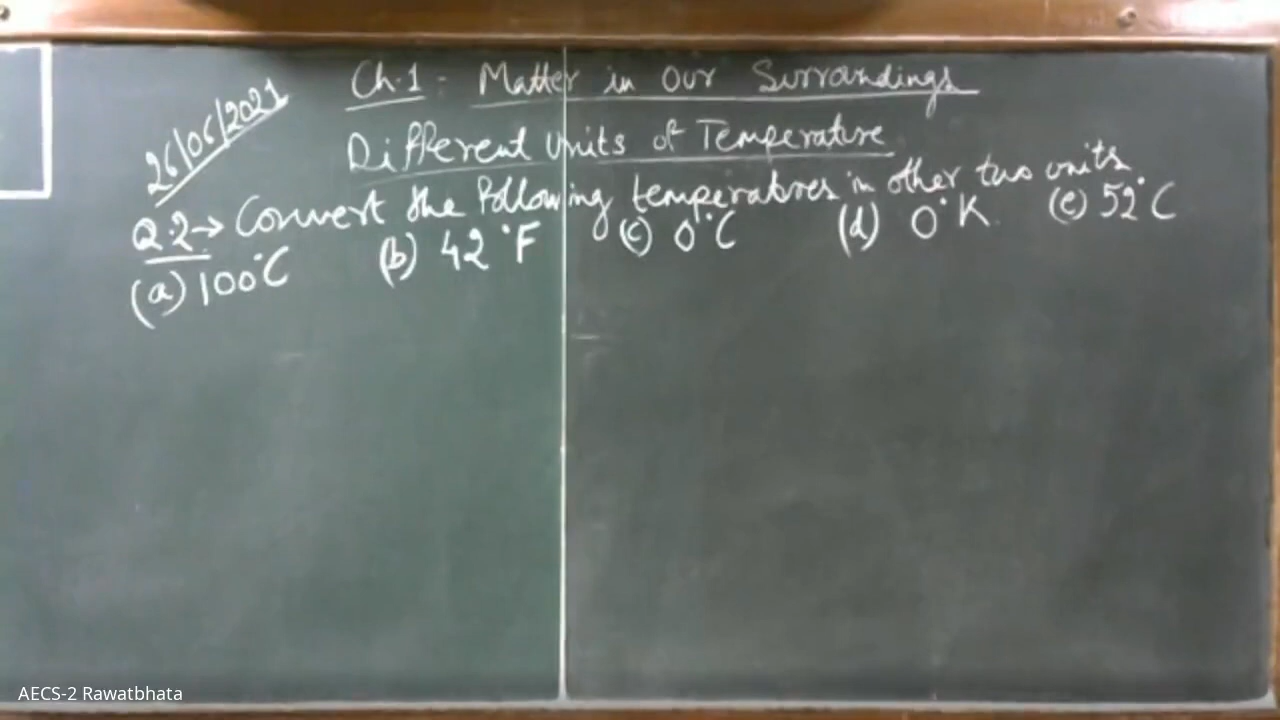 Ch.1 : Matter in Our Surroundings
26/06/2021
Different Units of Temperature
Q.2→ Convert the following temperatures in other two units.
(a) 100°C (b) 42°F (c) 0°C (d) 0°K. (e) 52°C
AECS-2 Rawatbhata